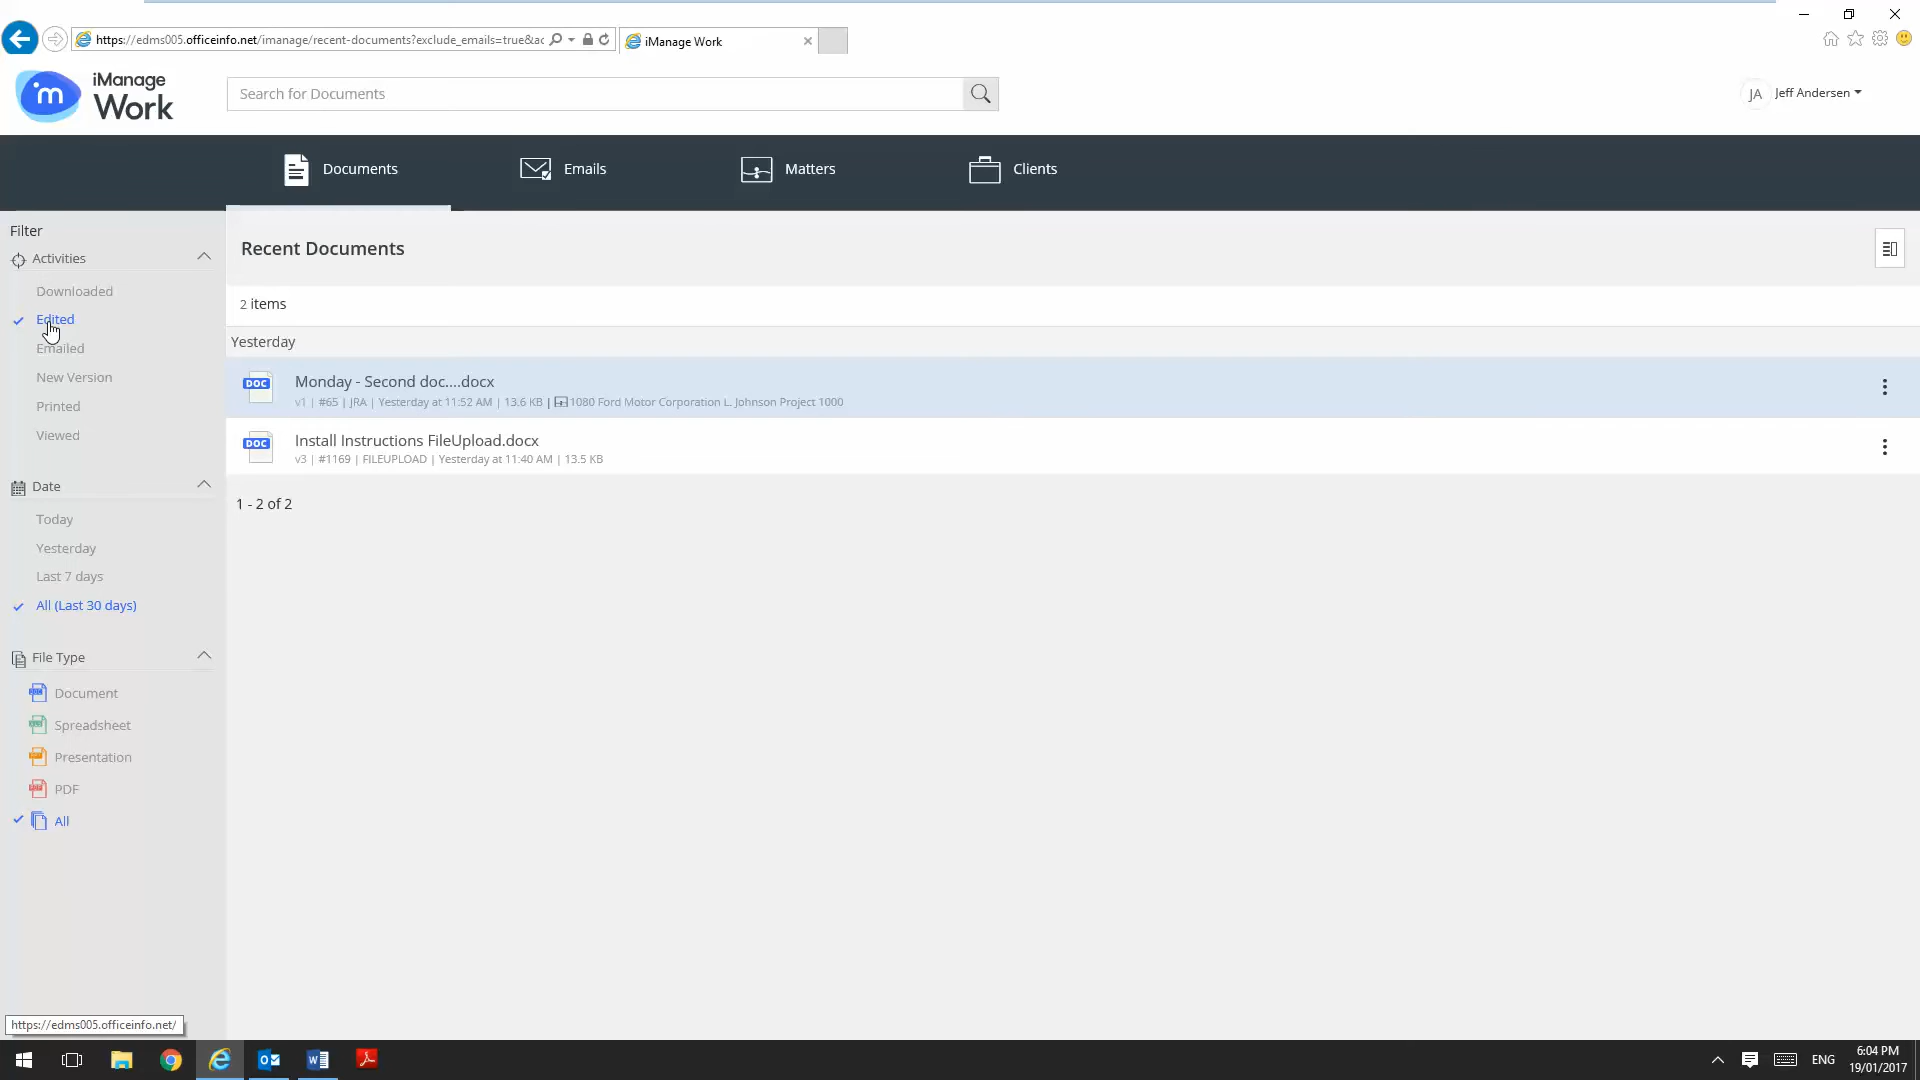 https://edms005.officeinfo.net/imanage/recent-documents?exclude_emails=true&ac
iManage Work
im
iManage
Work
Search for Documents
JA
Jeff Andersen
Documents
Emails
Matters
Clients
Filter
Activities
Downloaded
Edited
Emailed
New Version
Printed
Viewed
Date
Today
Yesterday
Last 7 days
All (Last 30 days)
File Type
Document
Spreadsheet
Presentation
PDF
All
Recent Documents
2 items
Yesterday
DOC
Monday - Second doc....docx
v1 | #65 | JRA | Yesterday at 11:52 AM | 13.6 KB | 1080 Ford Motor Corporation L. Johnson Project 1000
DOC
Install Instructions FileUpload.docx
v3 | #1169 | FILEUPLOAD | Yesterday at 11:40 AM | 13.5 KB
1 - 2 of 2
https://edms005.officeinfo.net/
ENG
6:04 PM
19/01/2017